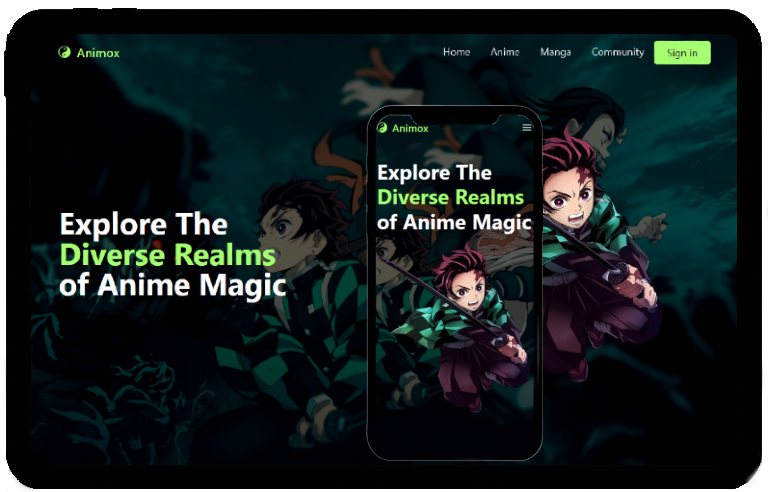 Animox
Home Anime Manga Community Sign in
Explore The
Diverse Realms
of Anime Magic
Animox
Explore The
Diverse Realms
of Anime Magic